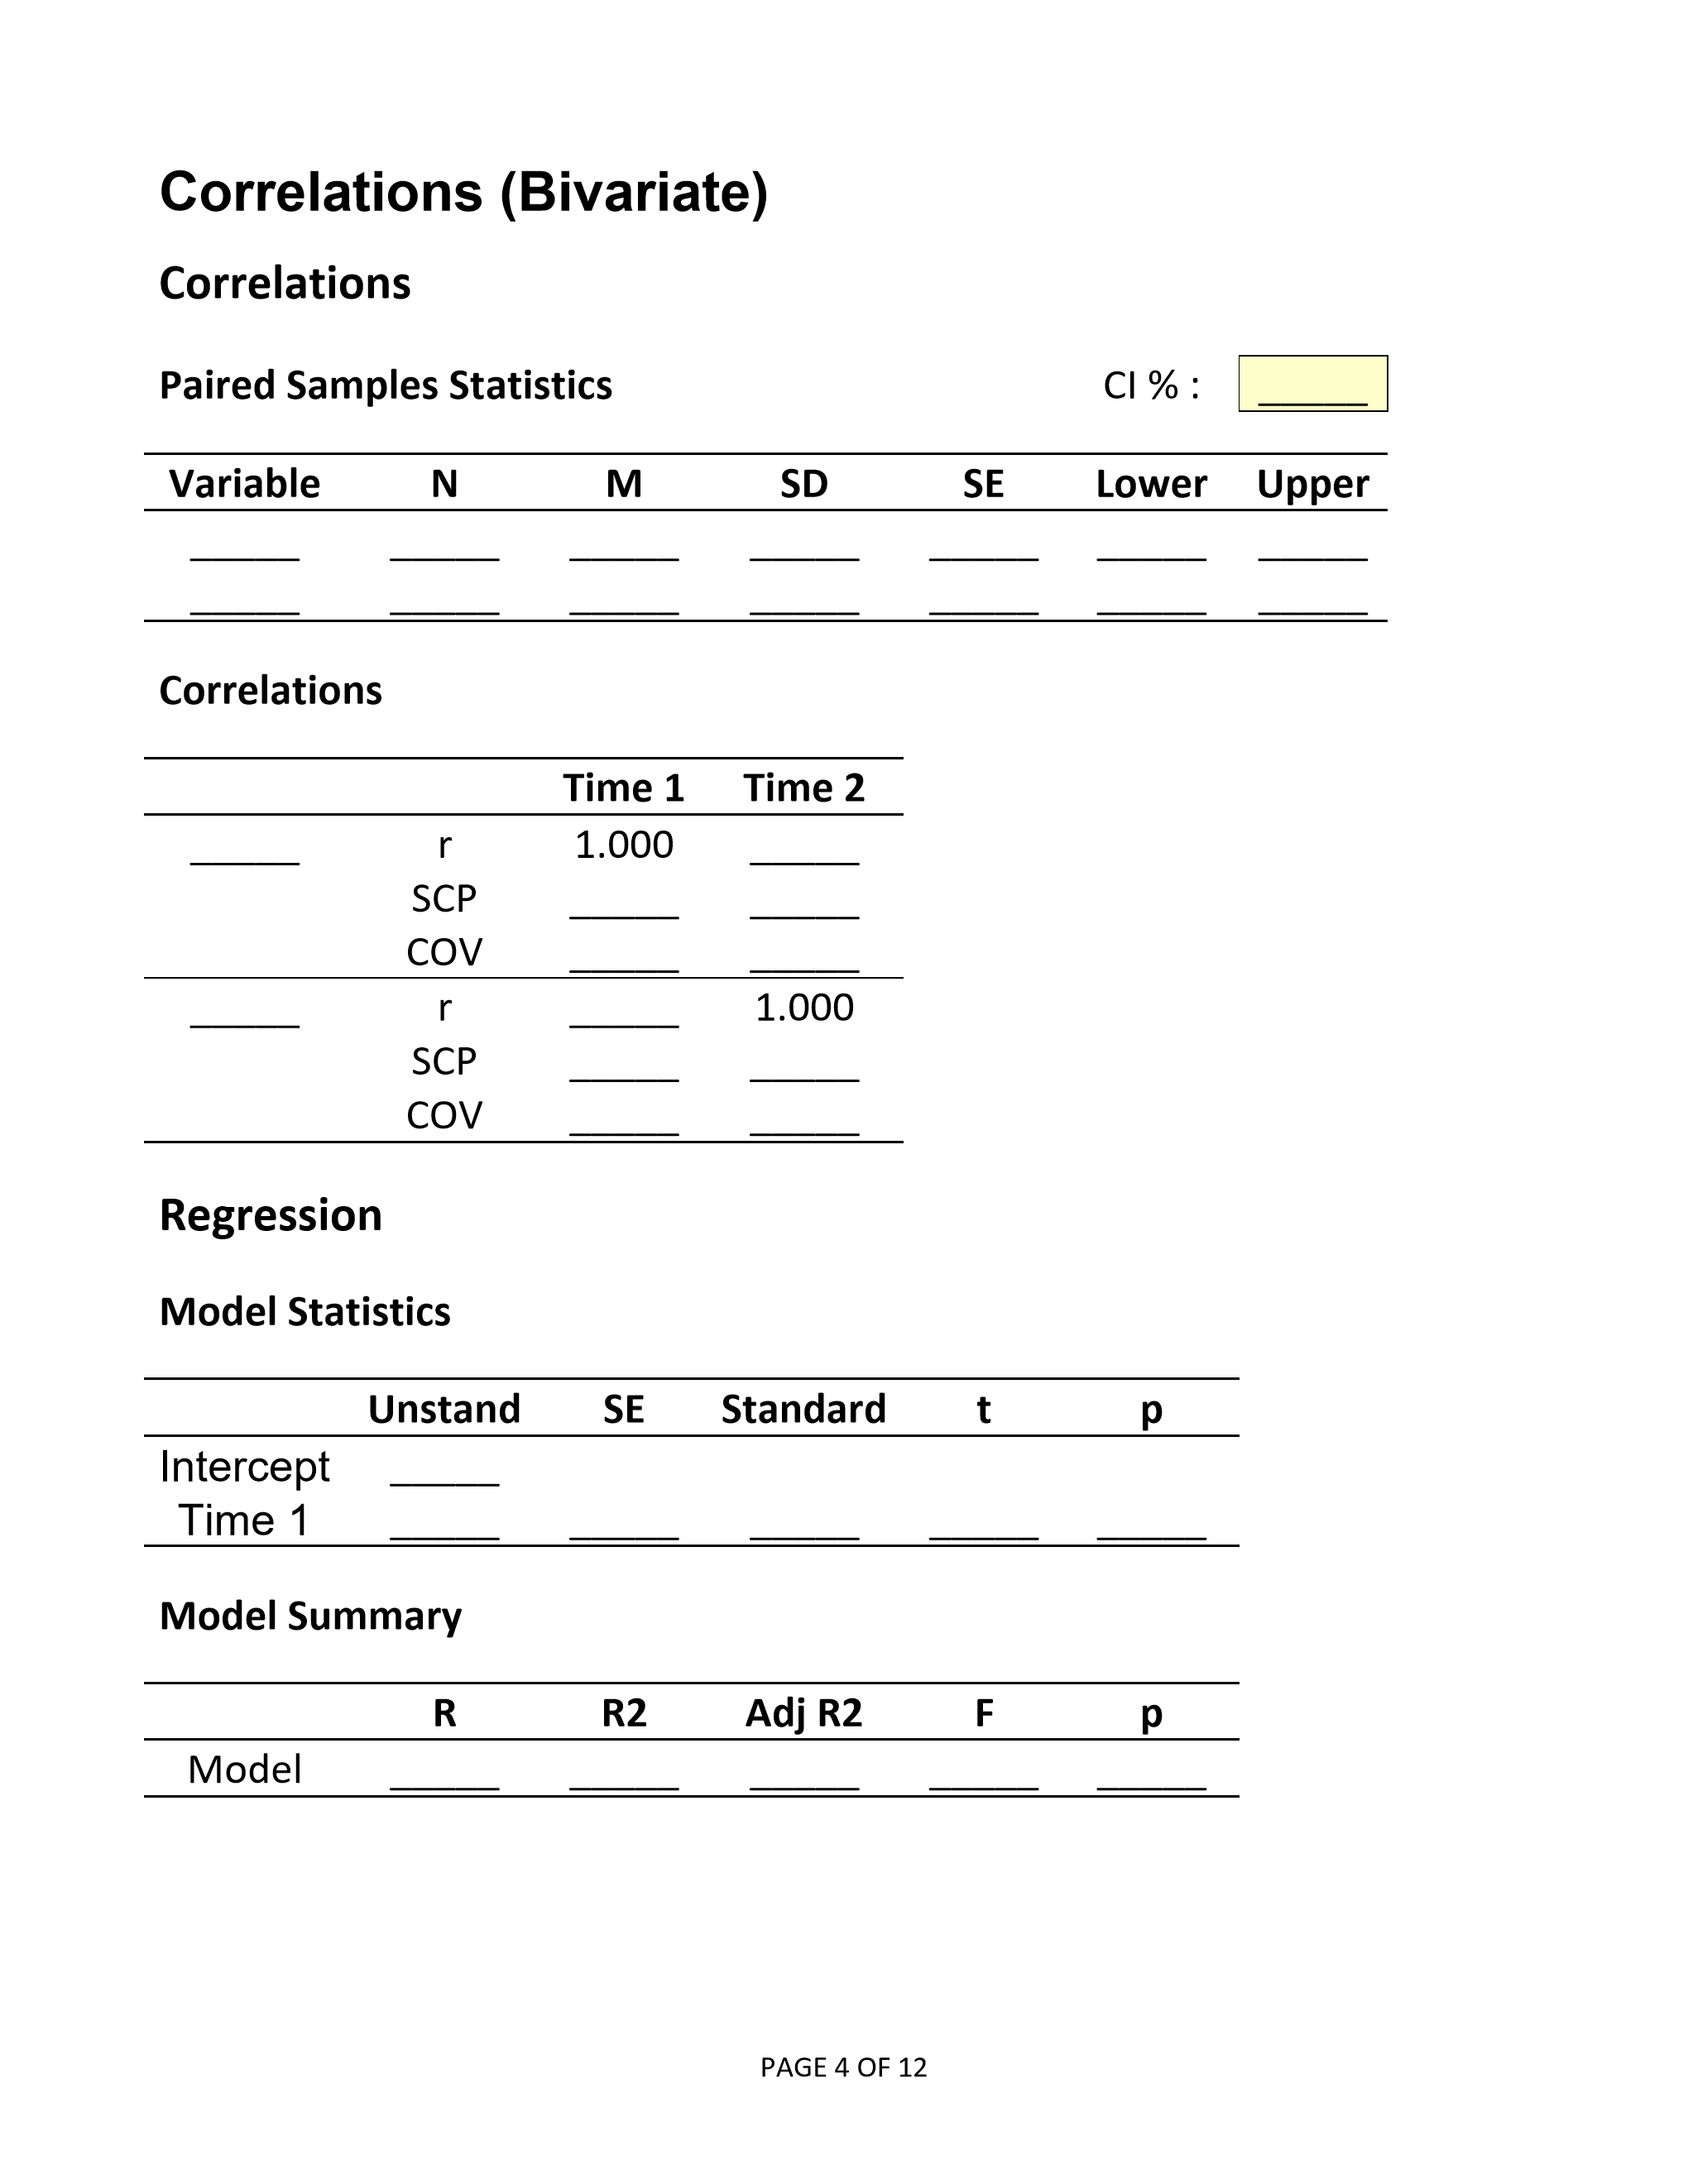 Correlations (Bivariate)
Correlations
Paired Samples Statistics CI % : _____
Variable N M SD SE Lower Upper
_____ _____ _____ _____ _____ _____ _____
_____ _____ _____ _____ _____ _____ _____
Correlations
Time 1 Time 2
_____ r 1.000 _____
SCP _____ _____
COV _____ _____
_____ r _____ 1.000
SCP _____ _____
COV _____ _____
Regression
Model Statistics
Unstand SE Standard t p
Intercept _____
Time 1 _____ _____ _____ _____ _____
Model Summary
R R2 Adj R2 F p
Model _____ _____ _____ _____ _____
PAGE 4 OF 12